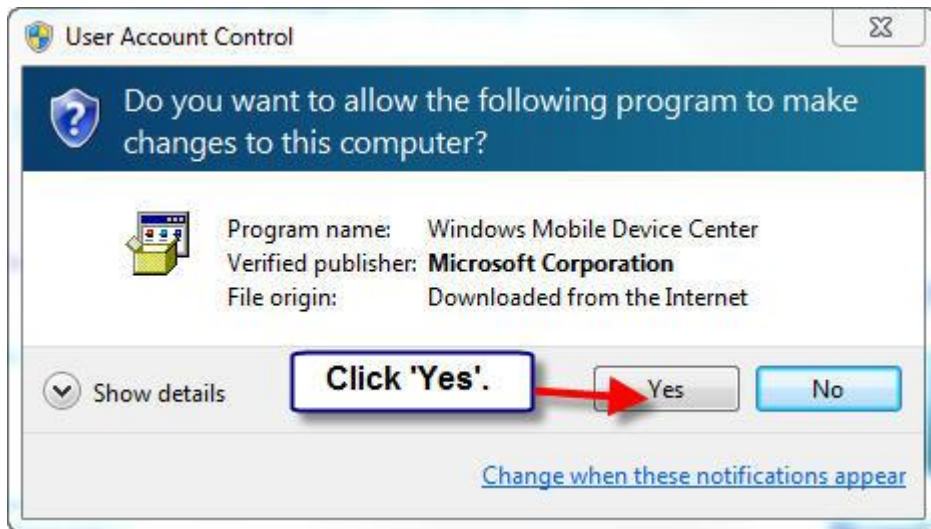 User Account Control
Do you want to allow the following program to make
changes to this computer?
Program name: Windows Mobile Device Center
Verified publisher: Microsoft Corporation
File origin: Downloaded from the Internet
Show details
Click 'Yes'.
Yes
No
Change when these notifications appear